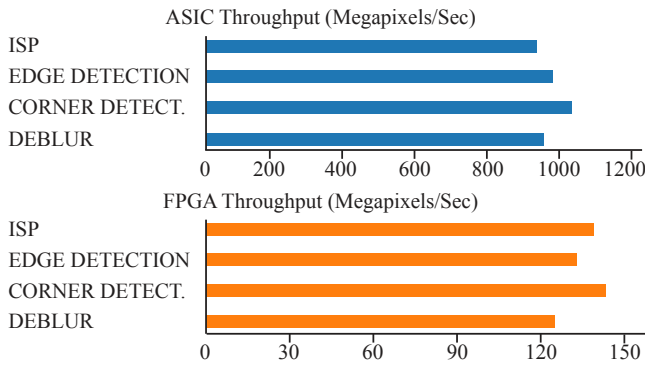 ASIC Throughput (Megapixels/Sec)
ISP
EDGE DETECTION
CORNER DETECT.
DEBLUR
0 200 400 600 800 1000 1200
FPGA Throughput (Megapixels/Sec)
ISP
EDGE DETECTION
CORNER DETECT.
DEBLUR
0 30 60 90 120 150